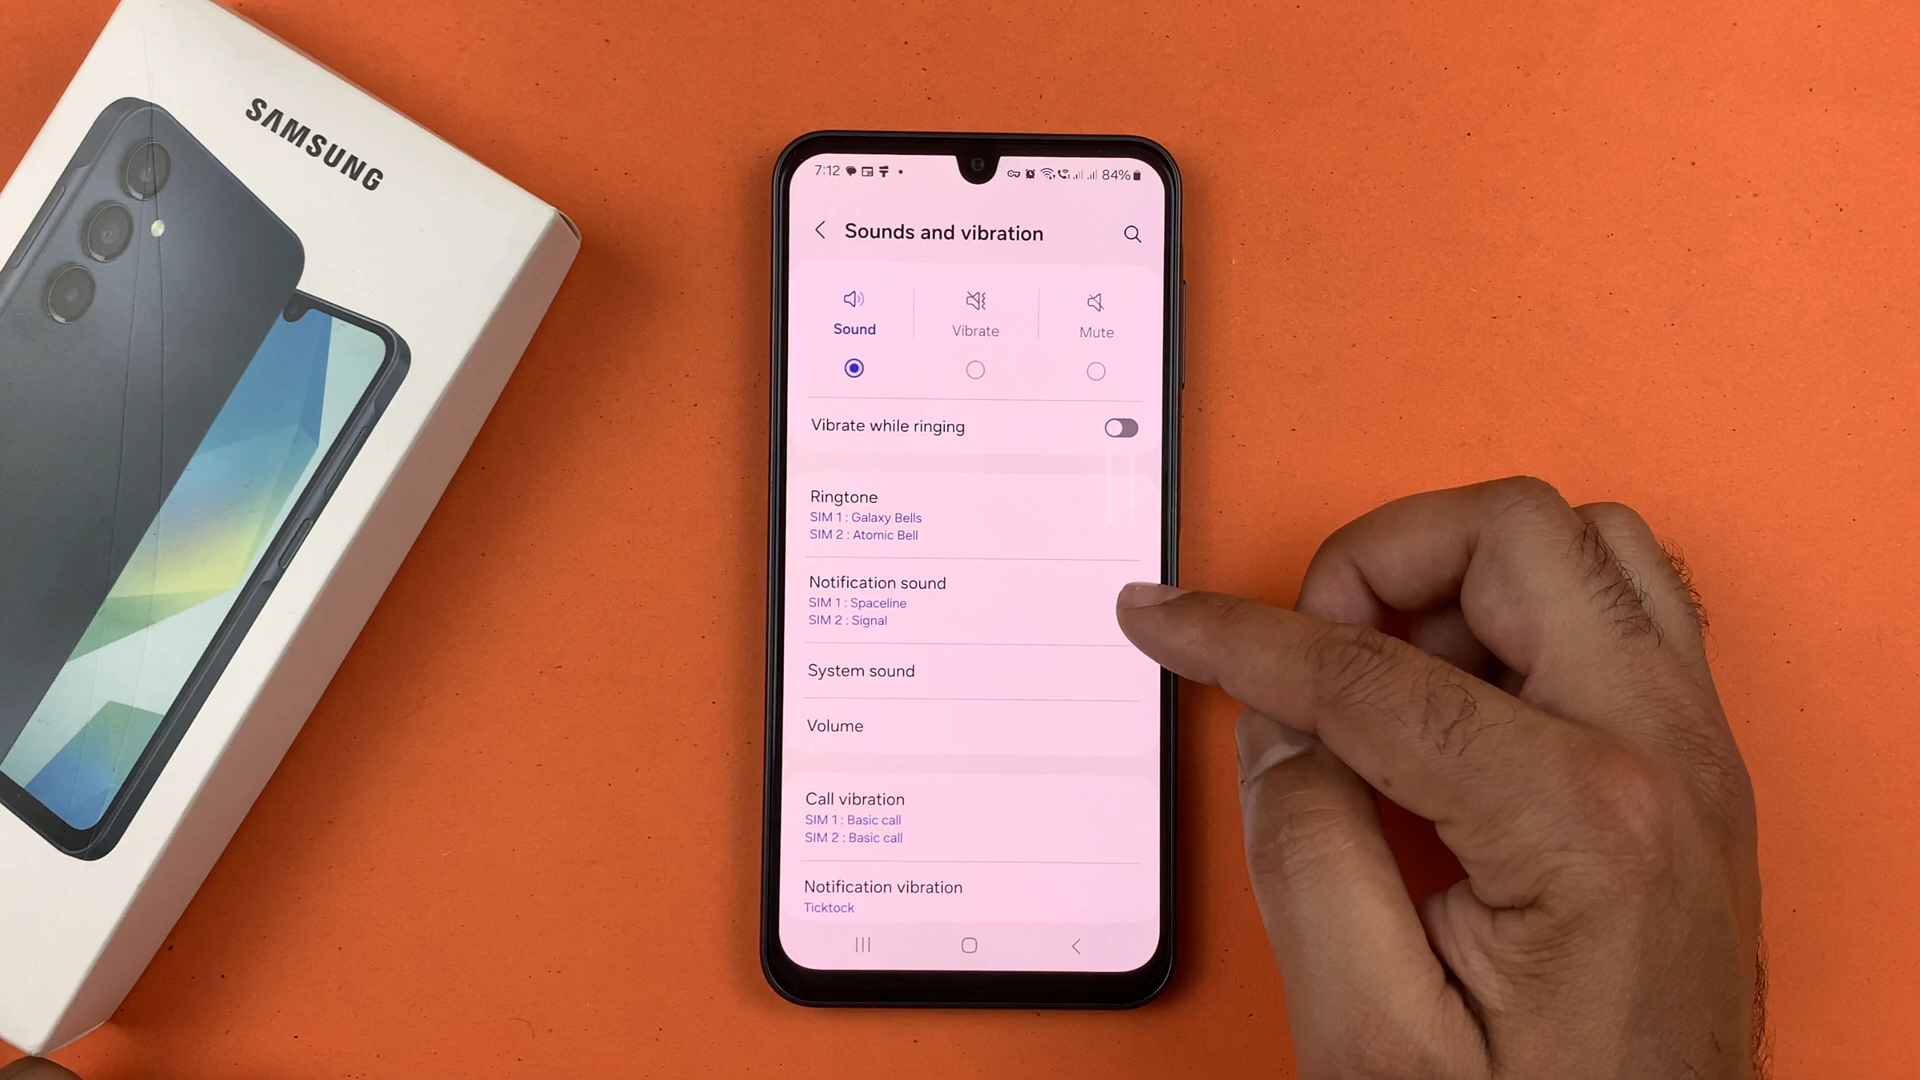 SAMSUNG
7:12
84%
Sounds and vibration
Sound
Vibrate
Mute
Vibrate while ringing
Ringtone
SIM 1 : Galaxy Bells
SIM 2 : Atomic Bell
Notification sound
SIM 1 : Spaceline
SIM 2 : Signal
System sound
Volume
Call vibration
SIM 1 : Basic call
SIM 2 : Basic call
Notification vibration
Ticktock